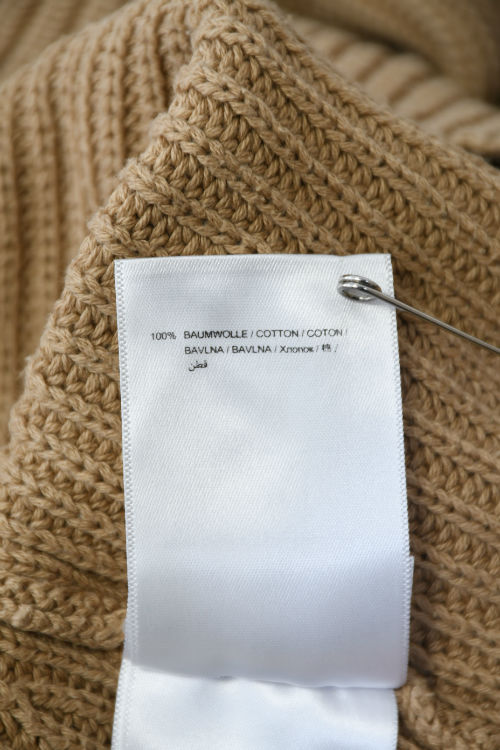 100% BAUMWOLLE / COTTON / COTON /
BAVLNA / BAVLNA / Хлопок / 棉 /
قطن